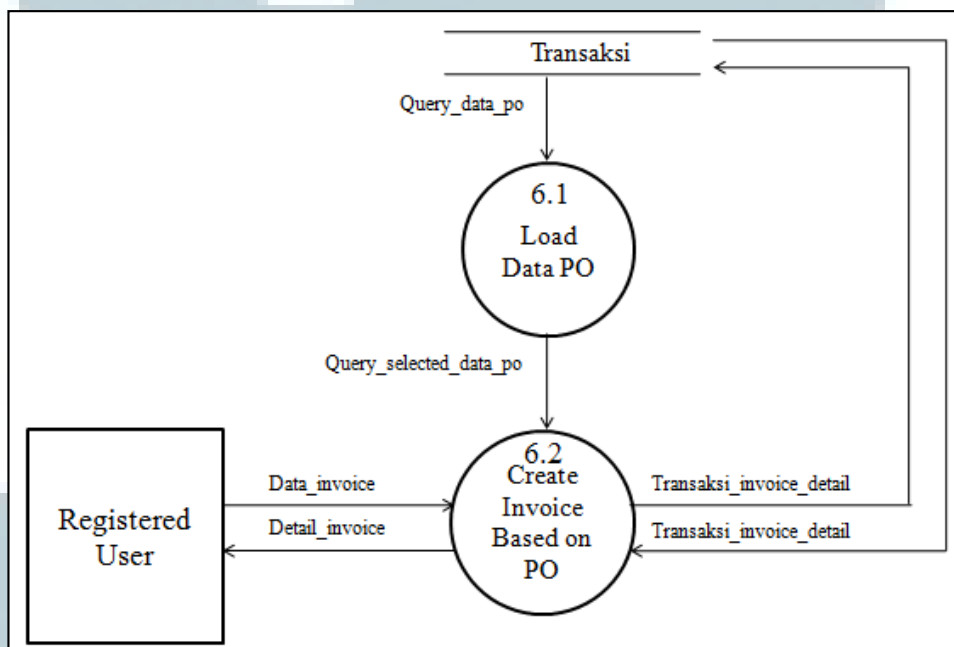 Transaksi
Query_data_po
6.1
Load
Data PO
Query_selected_data_po
6.2
Create
Invoice
Based on
PO
Data_invoice
Detail_invoice
Transaksi_invoice_detail
Transaksi_invoice_detail
Registered
User